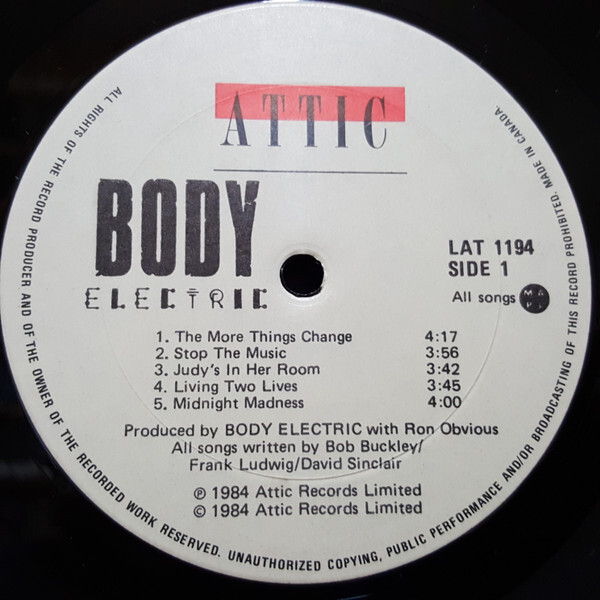 ATTIC
BODY
ELECTRIC
LAT 1194
SIDE 1
All songs MAPL
1. The More Things Change 4:17
2. Stop The Music 3:56
3. Judy's In Her Room 3:42
4. Living Two Lives 3:45
5. Midnight Madness 4:00
Produced by BODY ELECTRIC with Ron Obvious
All songs written by Bob Buckley/
Frank Ludwig/David Sinclair
℗ 1984 Attic Records Limited
© 1984 Attic Records Limited
ALL RIGHTS OF THE RECORD PRODUCER AND OF THE OWNER OF THE RECORDED WORK RESERVED. UNAUTHORIZED COPYING, PUBLIC PERFORMANCE AND/OR BROADCASTING OF THIS RECORD PROHIBITED. MADE IN CANADA.